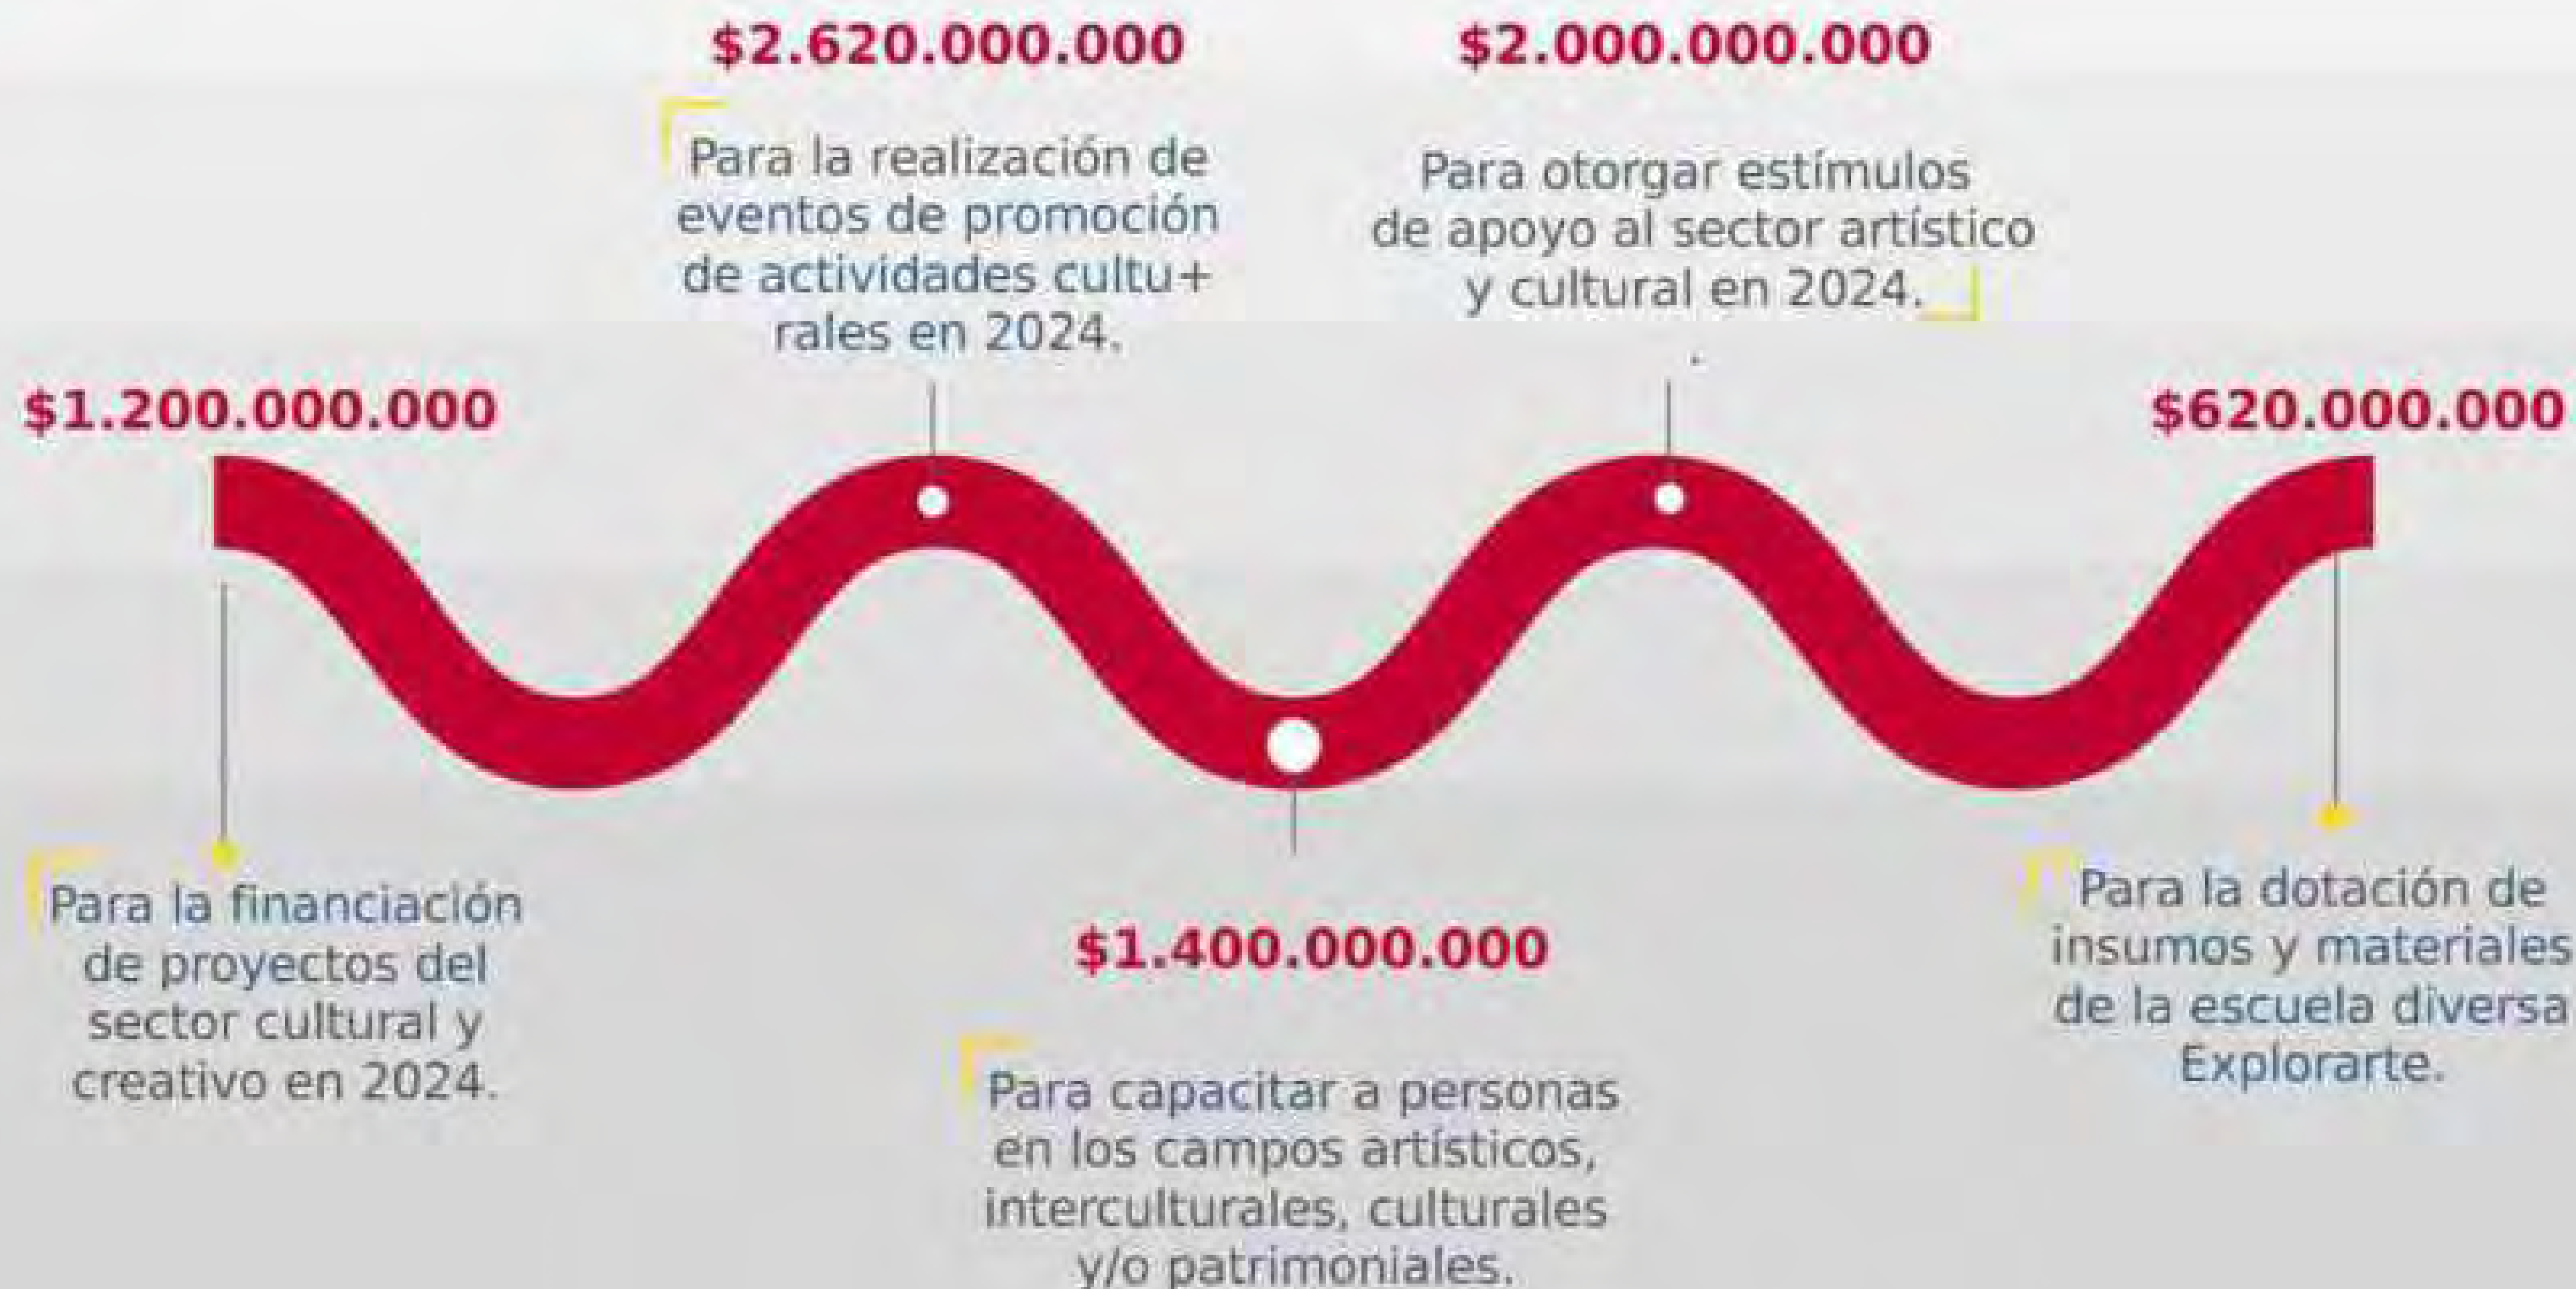 $1.200.000.000
Para la financiación
de proyectos del
sector cultural y
creativo en 2024.
$2.620.000.000
Para la realización de
eventos de promoción
de actividades cultu+
rales en 2024.
$1.400.000.000
Para capacitar a personas
en los campos artísticos,
interculturales, culturales
y/o patrimoniales.
$2.000.000.000
Para otorgar estímulos
de apoyo al sector artístico
y cultural en 2024.
.
$620.000.000
Para la dotación de
insumos y materiales
de la escuela diversa
Explorarte.